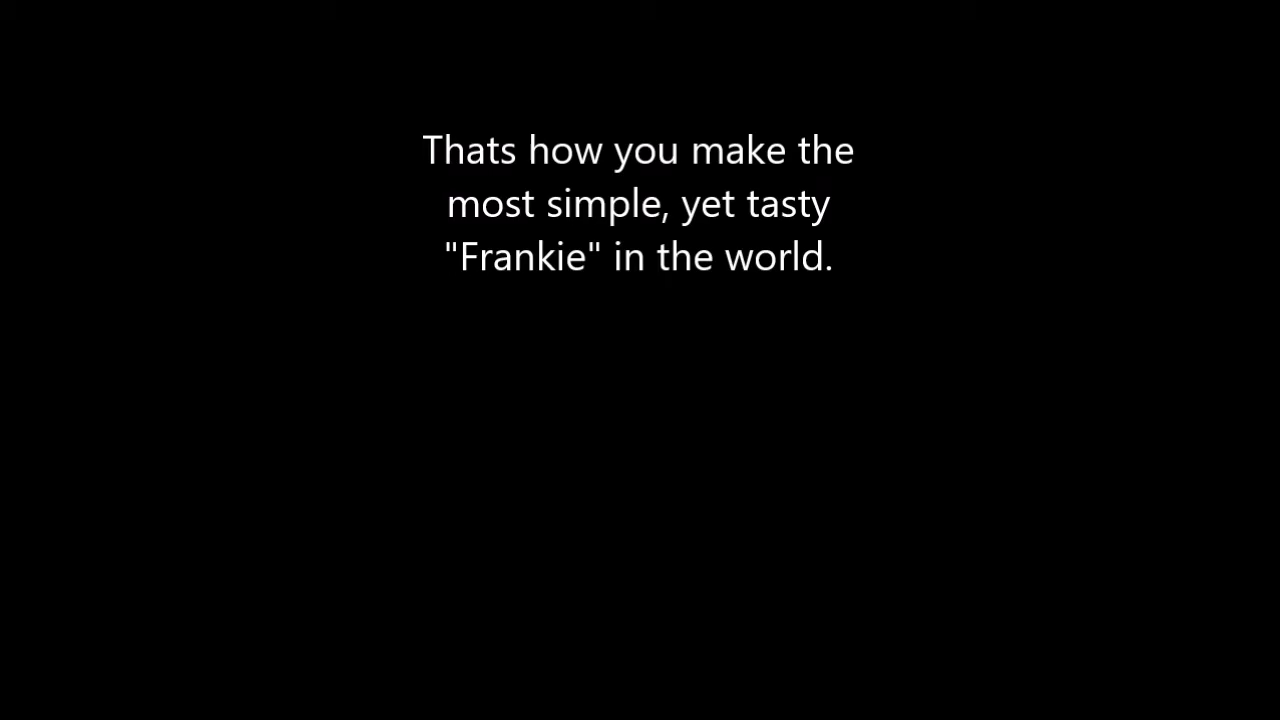 Thats how you make the
most simple, yet tasty
"Frankie" in the world.